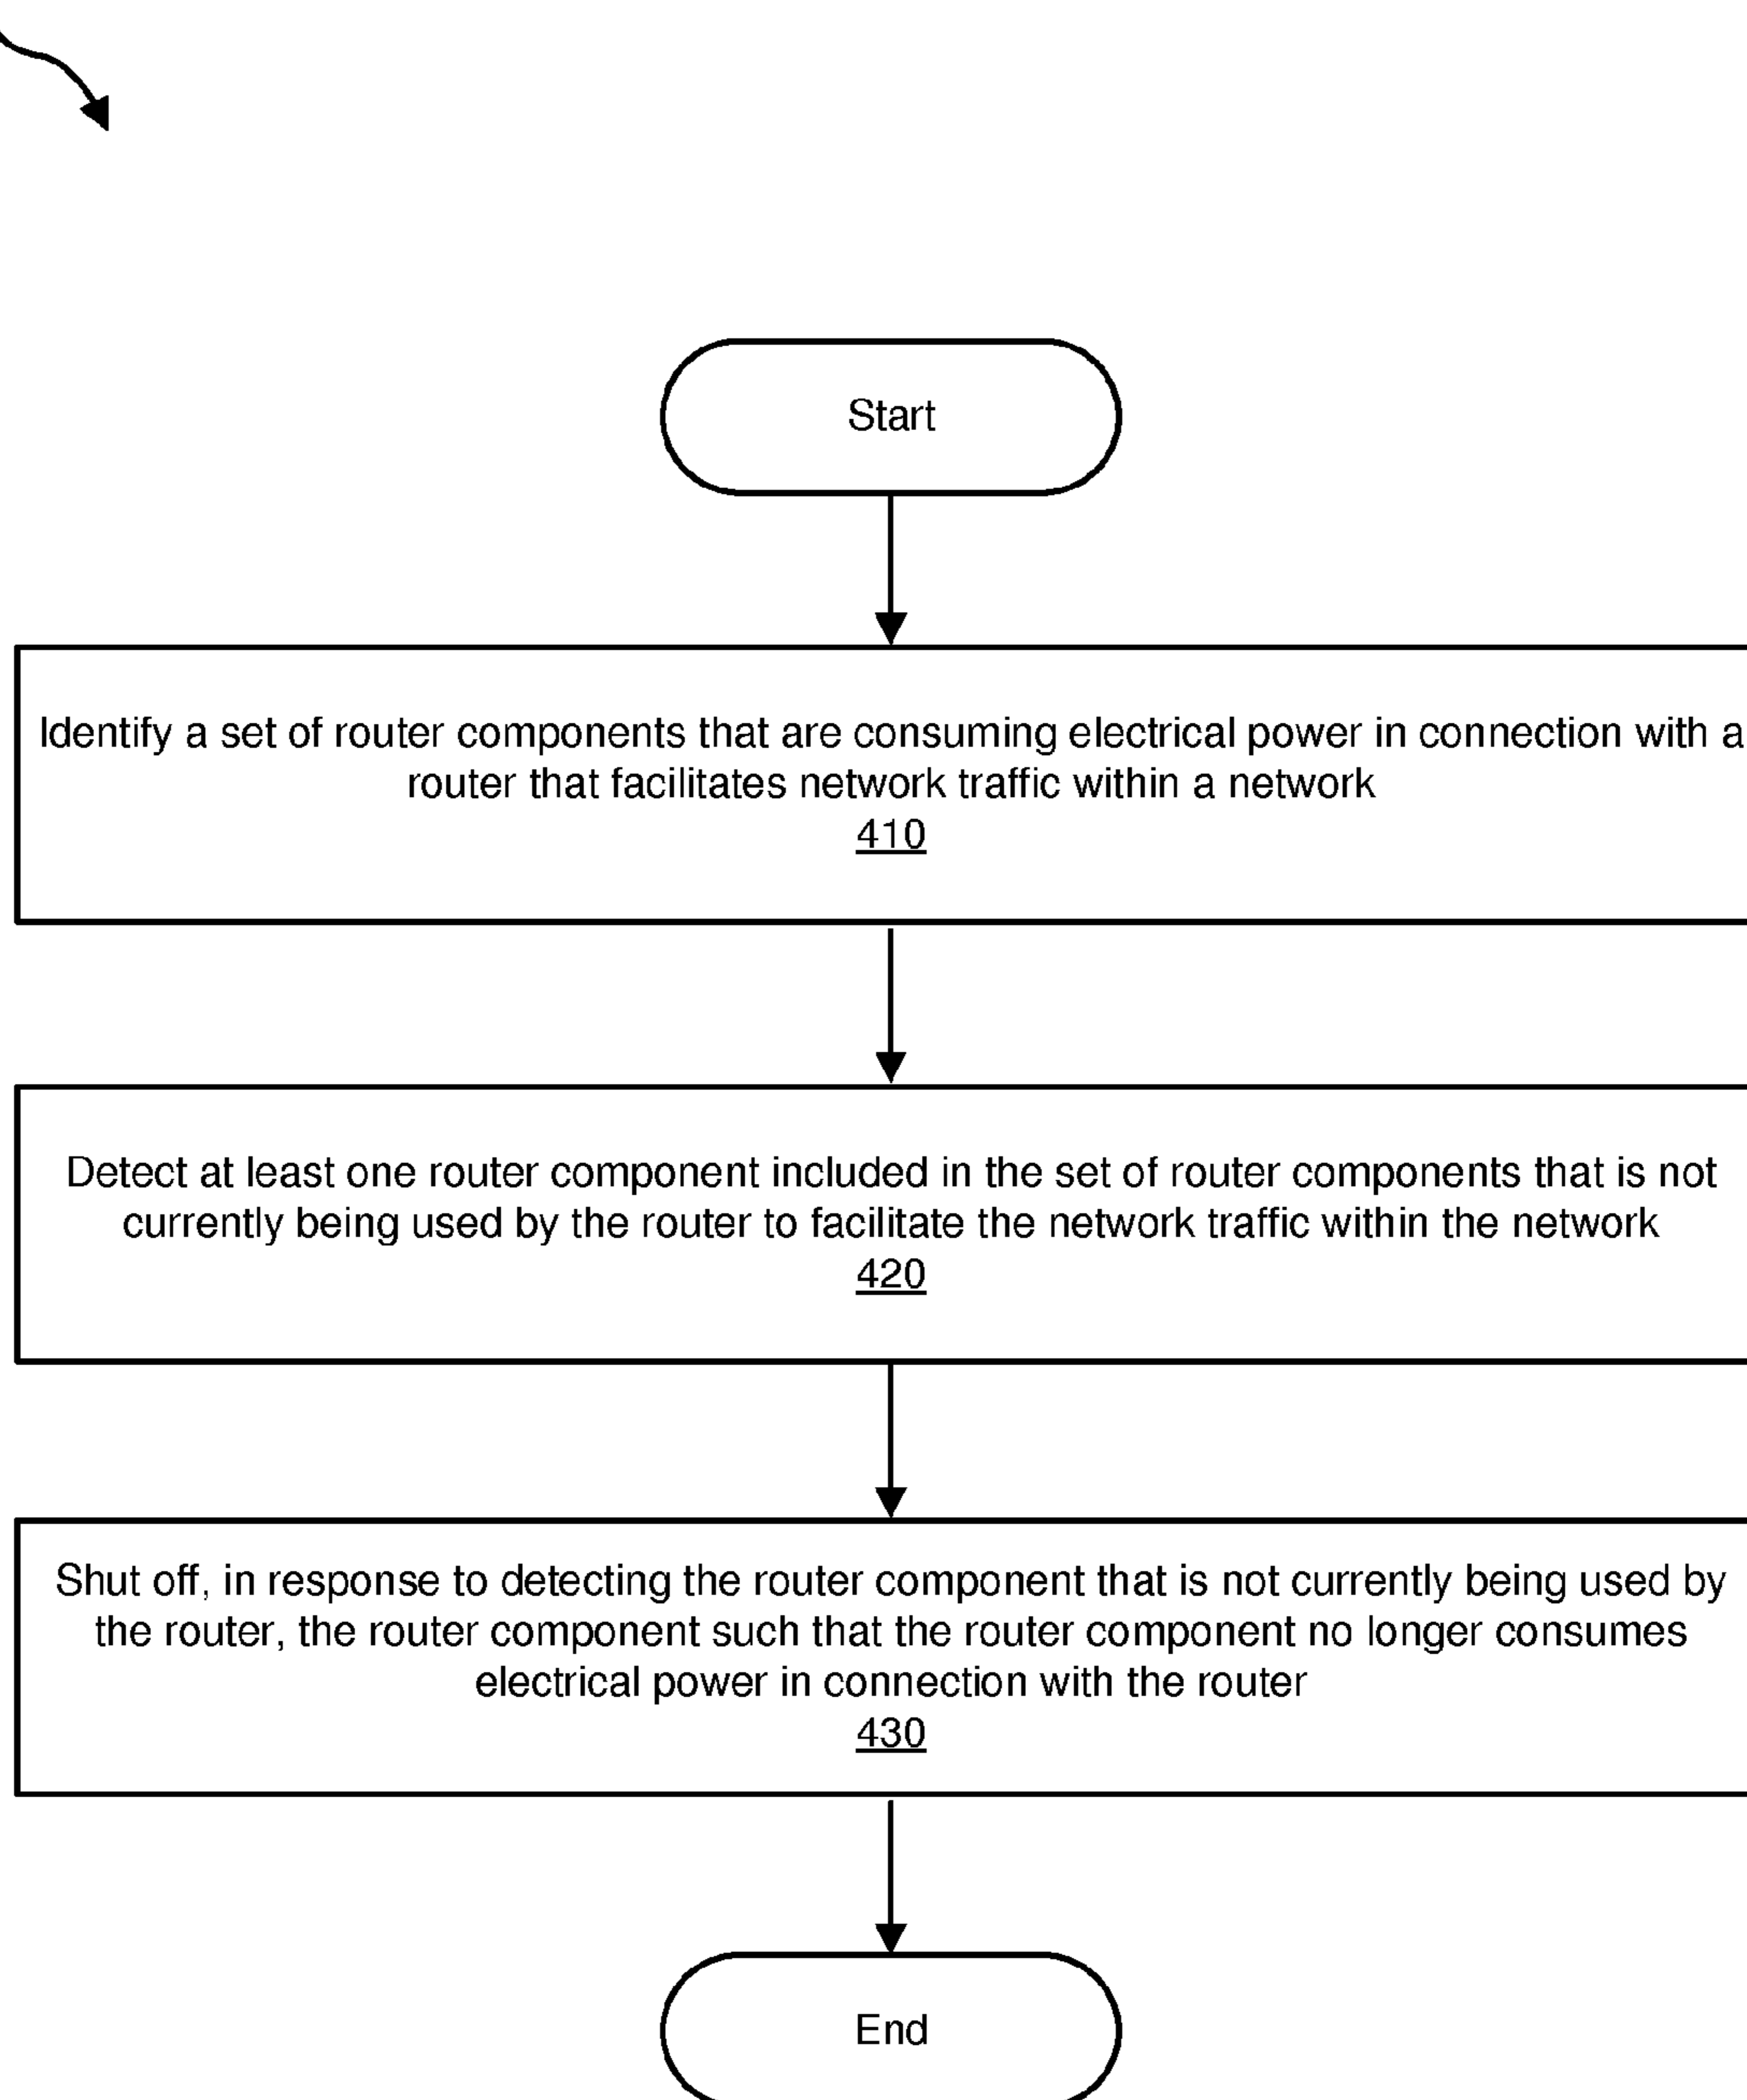 Start
Identify a set of router components that are consuming electrical power in connection with a
router that facilitates network traffic within a network
410
Detect at least one router component included in the set of router components that is not
currently being used by the router to facilitate the network traffic within the network
420
Shut off, in response to detecting the router component that is not currently being used by
the router, the router component such that the router component no longer consumes
electrical power in connection with the router
430
End